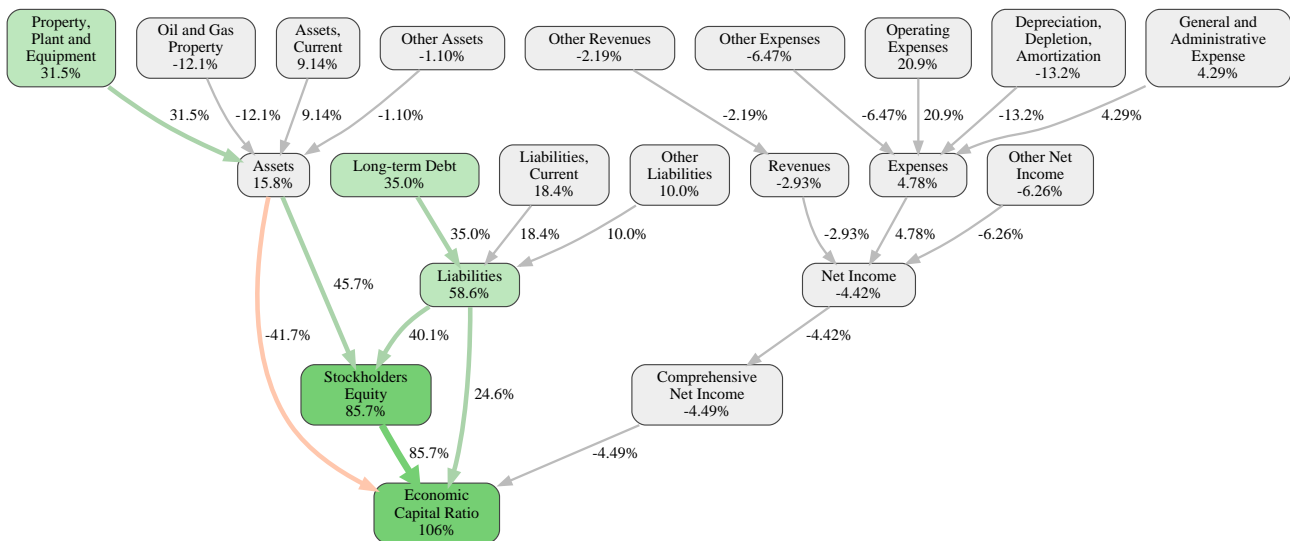 Property,
Plant and
Equipment
31.5%
Oil and Gas
Property
-12.1%
Assets,
Current
9.14%
Other Assets
-1.10%
Other Revenues
-2.19%
Other Expenses
-6.47%
Operating
Expenses
20.9%
Depreciation,
Depletion,
Amortization
-13.2%
General and
Administrative
Expense
4.29%
31.5%
-12.1%
9.14%
-1.10%
-2.19%
-6.47%
20.9%
-13.2%
4.29%
Assets
15.8%
Long-term Debt
35.0%
Liabilities,
Current
18.4%
Other
Liabilities
10.0%
Revenues
-2.93%
Expenses
4.78%
Other Net
Income
-6.26%
35.0%
18.4%
10.0%
-2.93%
4.78%
-6.26%
Liabilities
58.6%
Net Income
-4.42%
45.7%
-41.7%
40.1%
-4.42%
Stockholders
Equity
85.7%
24.6%
Comprehensive
Net Income
-4.49%
85.7%
-4.49%
Economic
Capital Ratio
106%